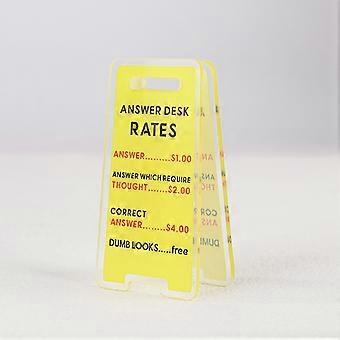 ANSWER DESK
RATES
ANSWER.........$1.00
ANSWER WHICH REQUIRE
THOUGHT.....$2.00
CORRECT
ANSWER........$4.00
DUMB LOOKS.....free